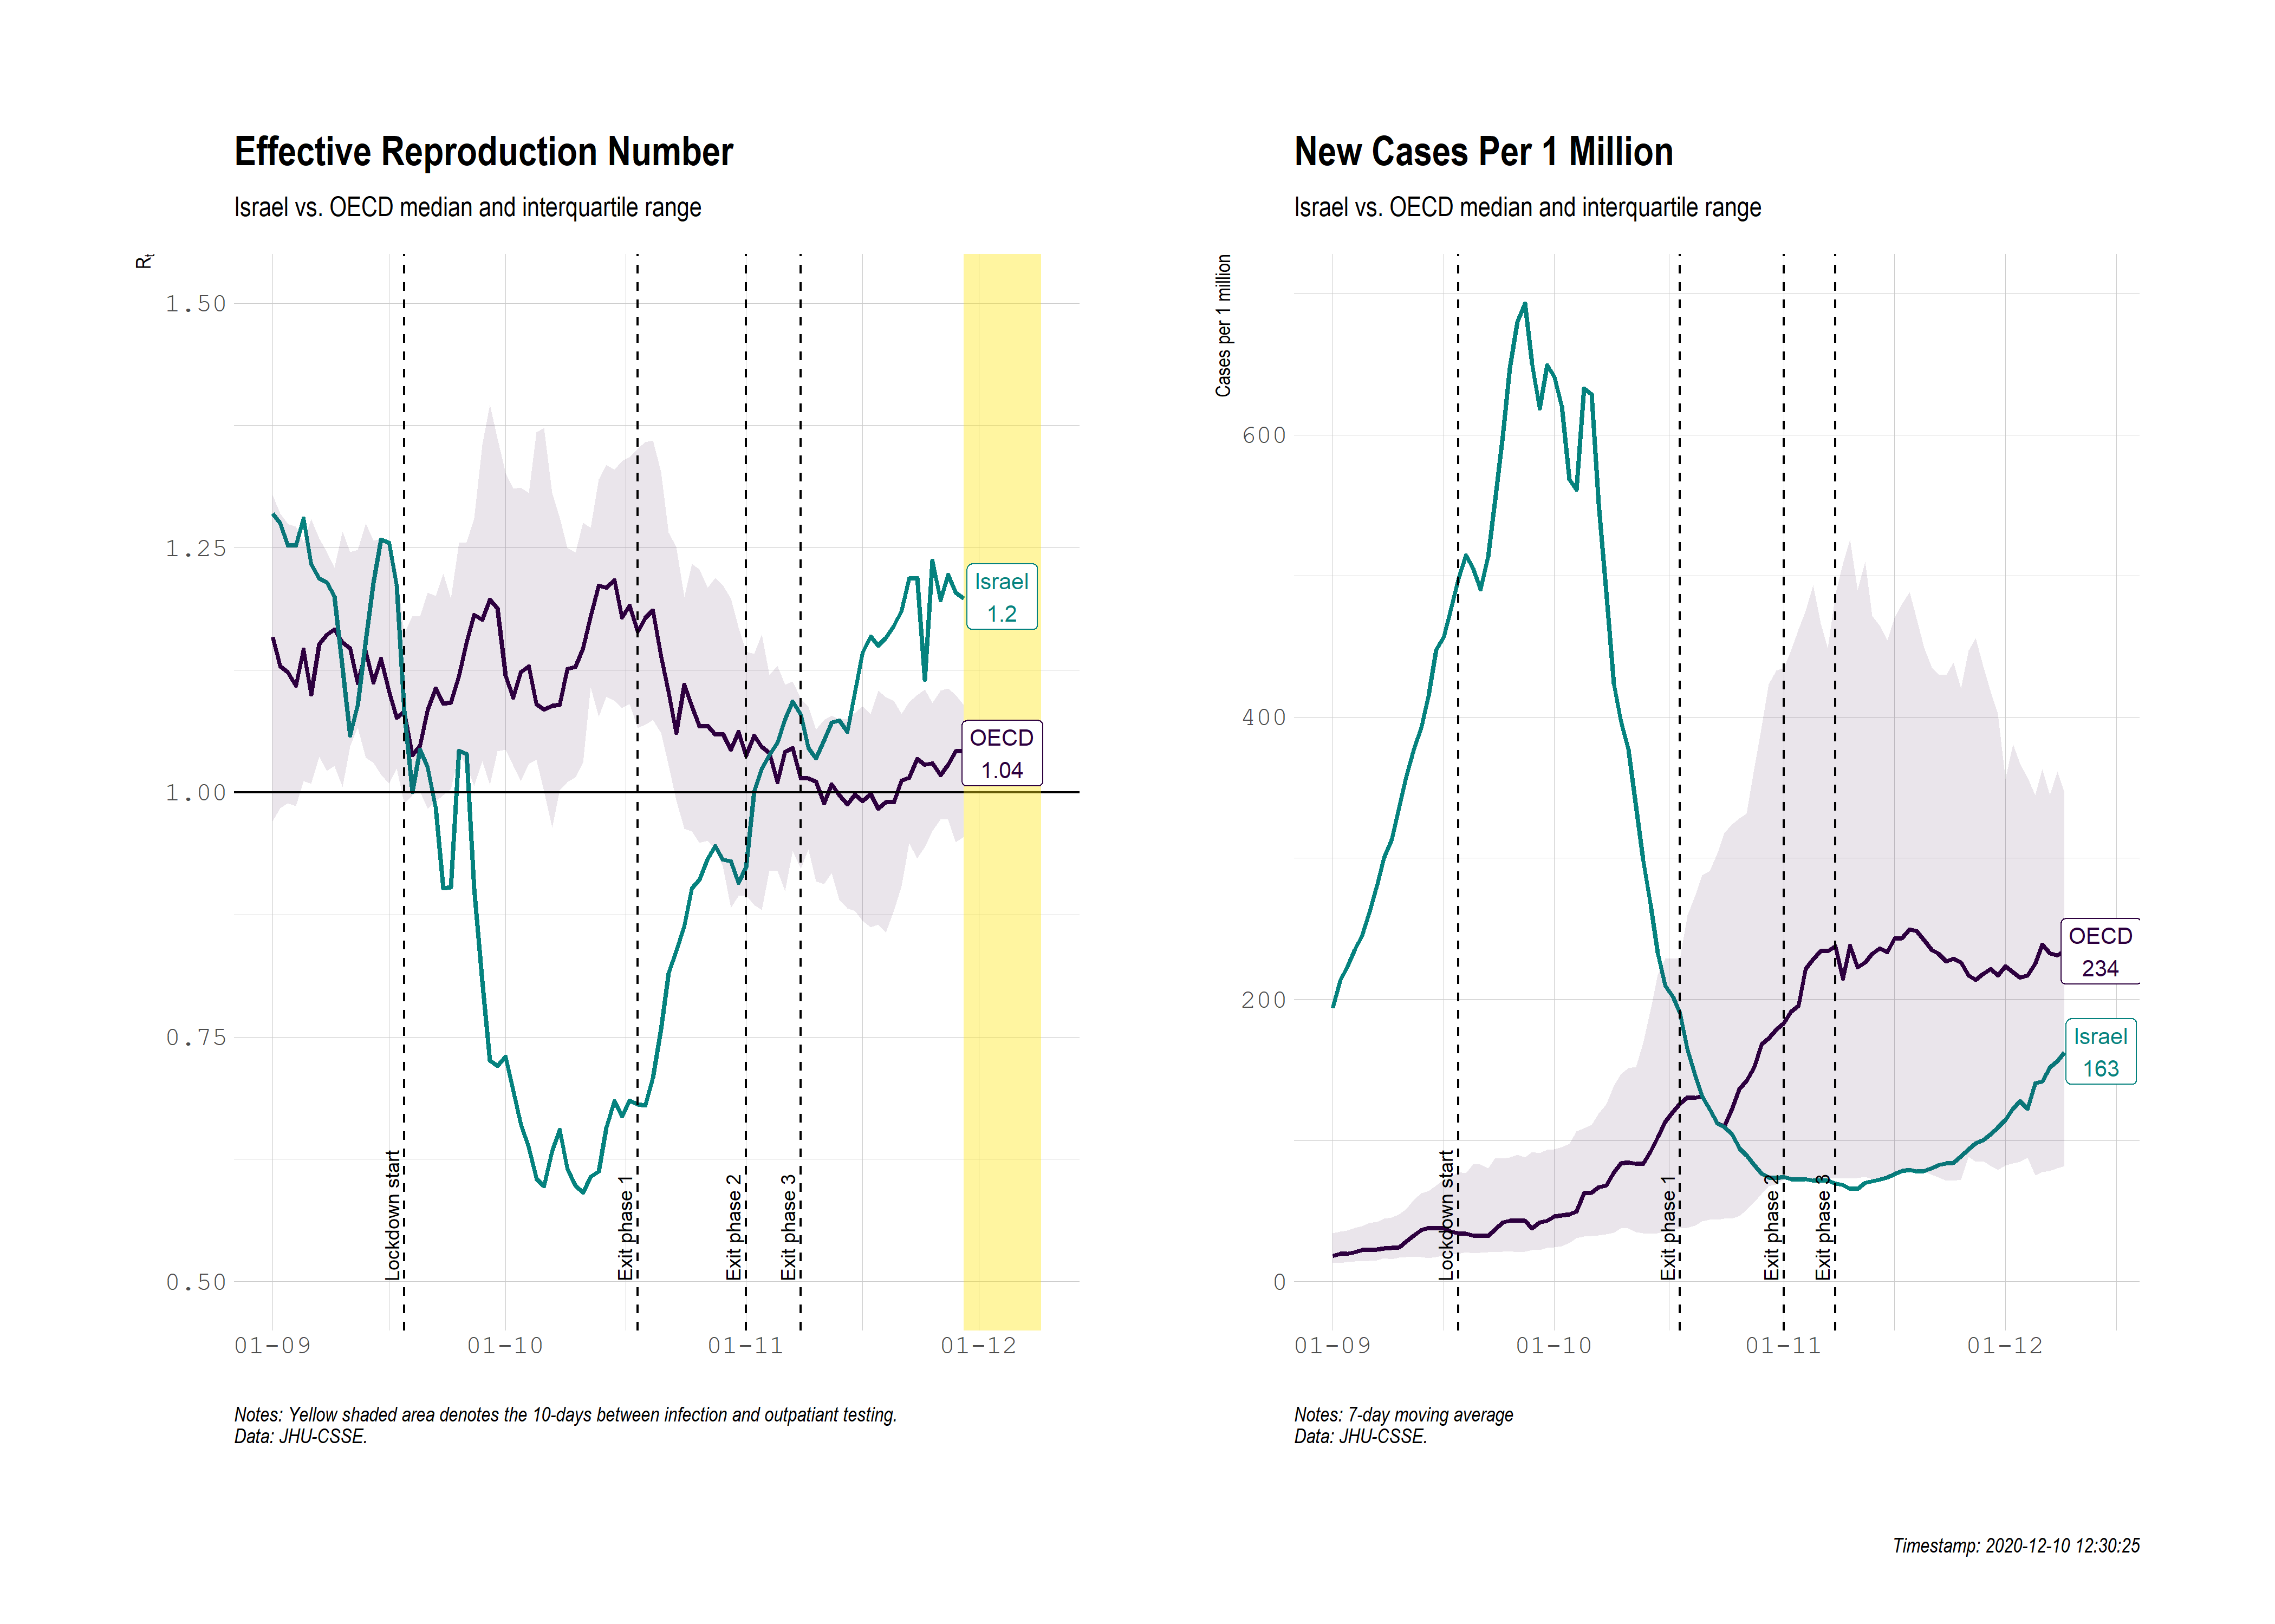 Effective Reproduction Number
Israel vs. OECD median and interquartile range
Rt
1.50
1.25
1.00
0.75
0.50
Lockdown start
Exit phase 1
Exit phase 2
Exit phase 3
Israel
1.2
OECD
1.04
01-09
01-10
01-11
01-12
Notes: Yellow shaded area denotes the 10-days between infection and outpatiant testing.
Data: JHU-CSSE.
New Cases Per 1 Million
Israel vs. OECD median and interquartile range
Cases per 1 million
600
400
200
0
Lockdown start
Exit phase 1
Exit phase 2
Exit phase 3
OECD
234
Israel
163
01-09
01-10
01-11
01-12
Notes: 7-day moving average
Data: JHU-CSSE.
Timestamp: 2020-12-10 12:30:25